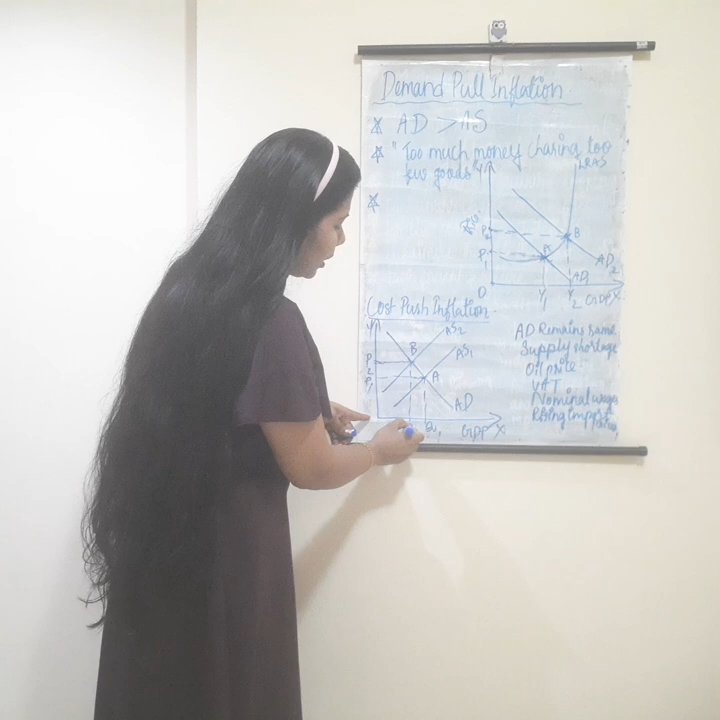 Demand Pull Inflation
AD > AS
"Too much money chasing too
few goods"
Y
LRAS
P2
B
P1
A
AD2
AD1
O
Y1
Y2
GDP X
Cost Push Inflation
Y
AS2
AS1
B
P2
A
P1
AD
Q1
GDP X
AD Remains same
Supply shortage
Oil price
VAT
Nominal wages
Rising import